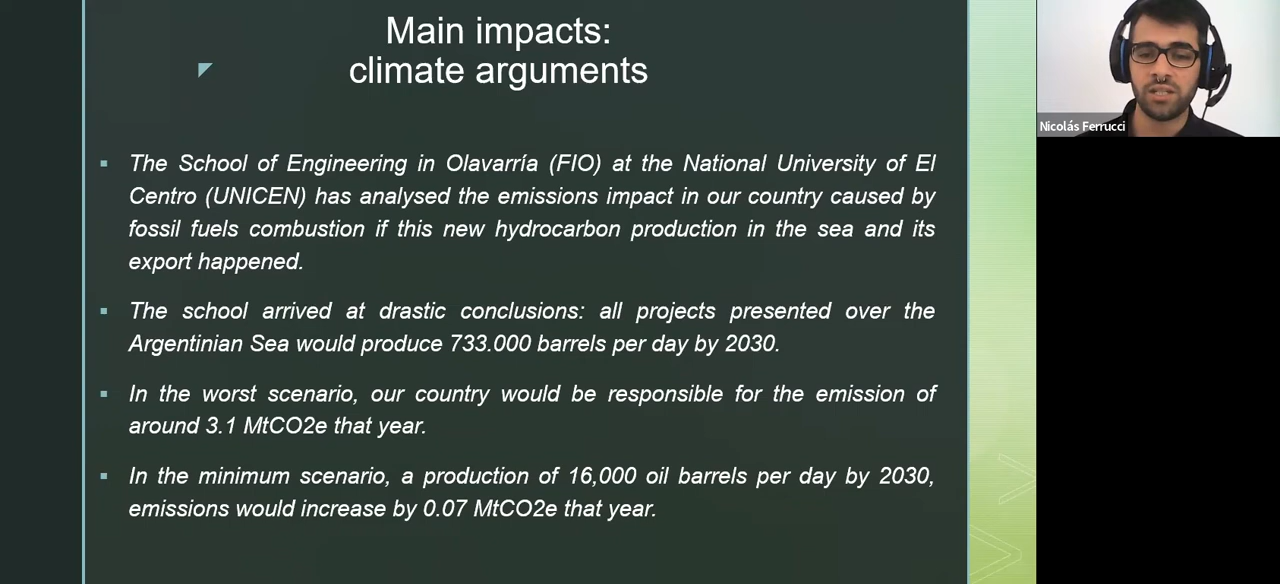 Main impacts:
climate arguments
The School of Engineering in Olavarría (FIO) at the National University of El
Centro (UNICEN) has analysed the emissions impact in our country caused by
fossil fuels combustion if this new hydrocarbon production in the sea and its
export happened.
The school arrived at drastic conclusions: all projects presented over the
Argentinian Sea would produce 733.000 barrels per day by 2030.
In the worst scenario, our country would be responsible for the emission of
around 3.1 MtCO2e that year.
In the minimum scenario, a production of 16,000 oil barrels per day by 2030,
emissions would increase by 0.07 MtCO2e that year.
Nicolás Ferrucci